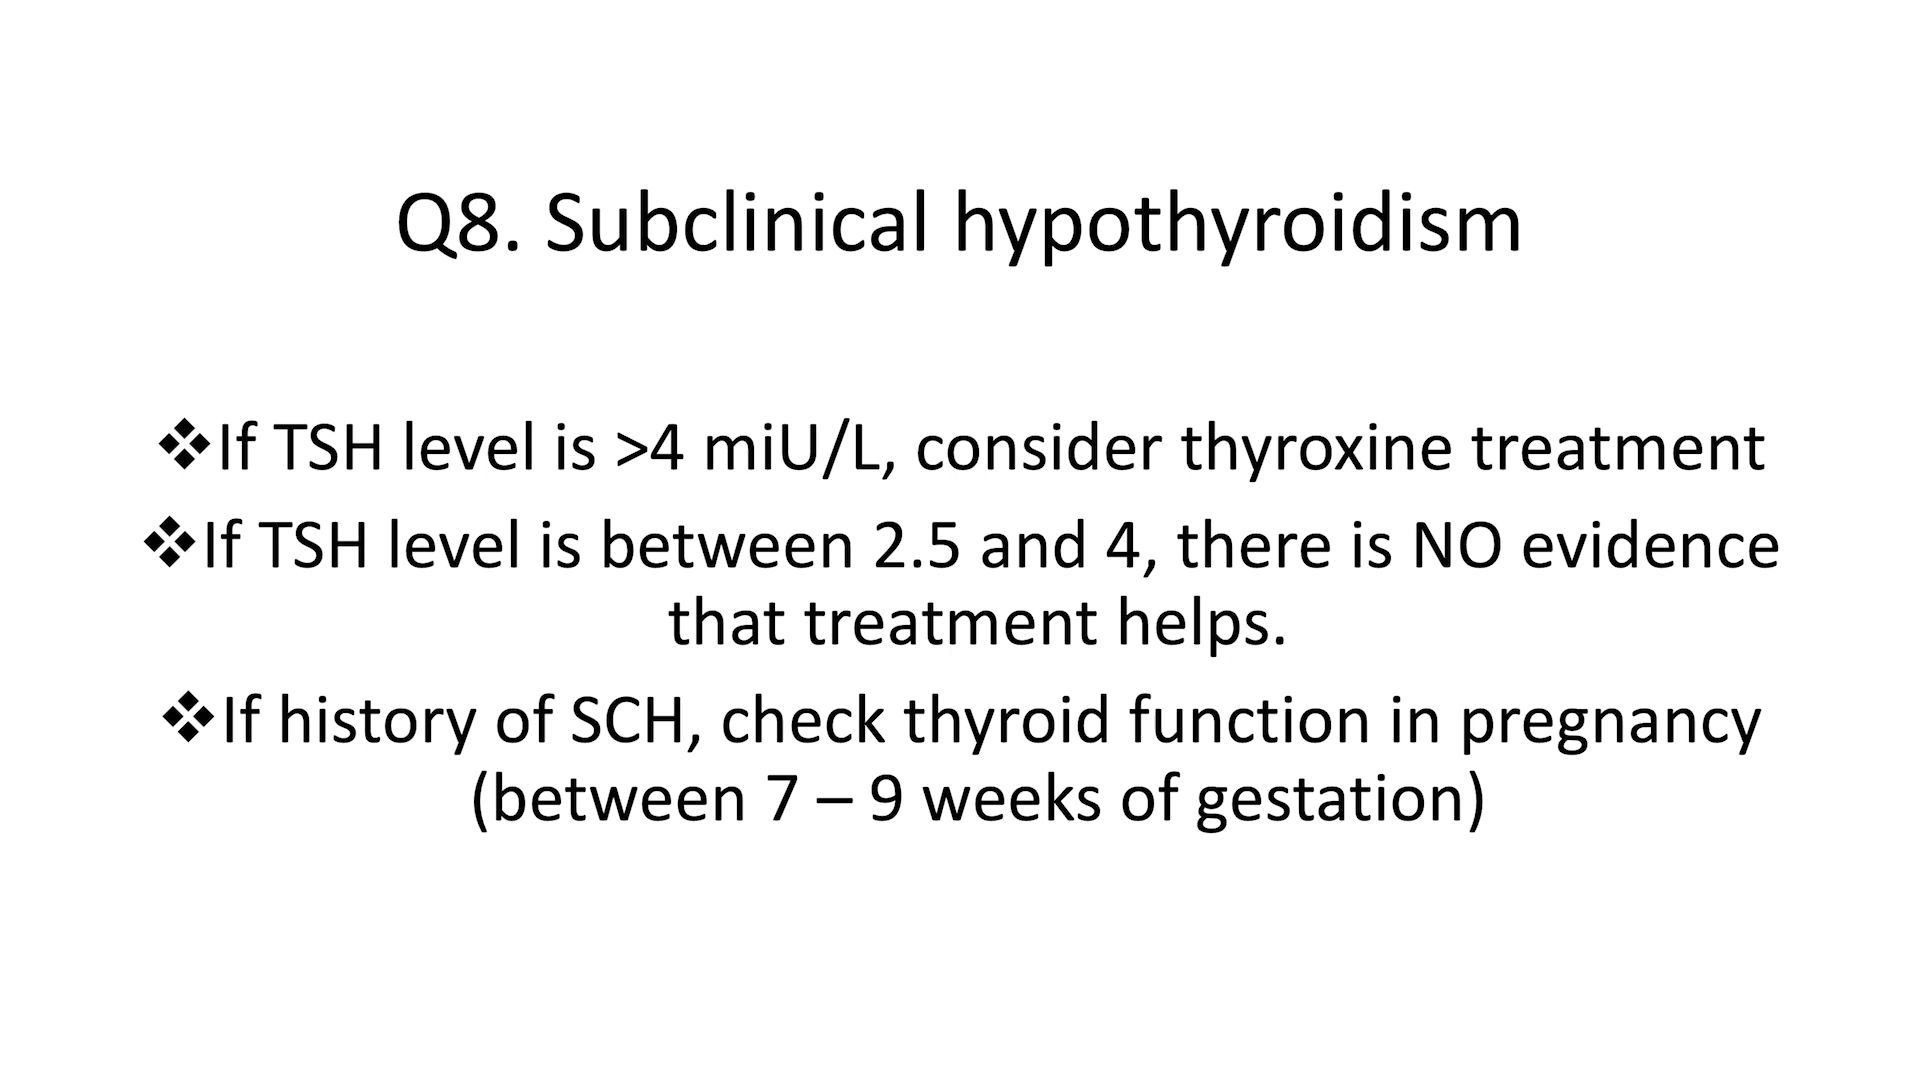 Q8. Subclinical hypothyroidism
❖If TSH level is >4 miU/L, consider thyroxine treatment
❖If TSH level is between 2.5 and 4, there is NO evidence
that treatment helps.
❖If history of SCH, check thyroid function in pregnancy
(between 7 – 9 weeks of gestation)